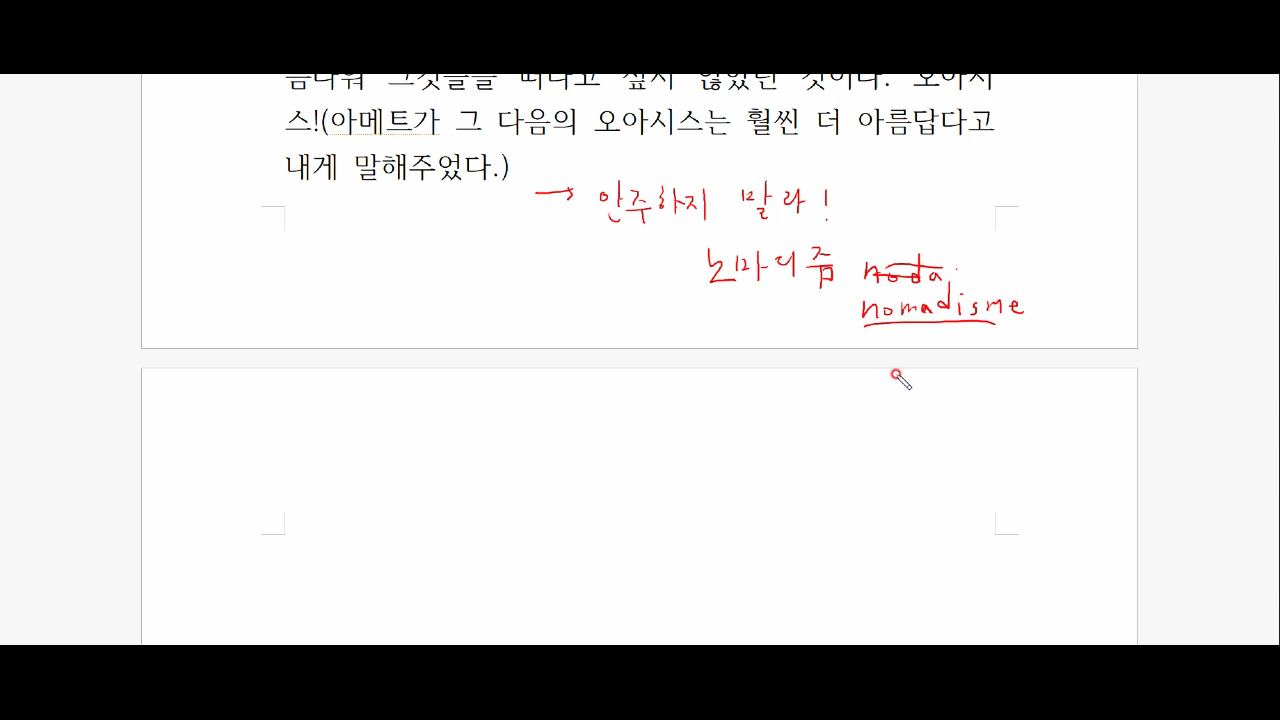 름다워 그것들을 떠나고 싶지 않았던 것이다. 오아시
스!(아메트가 그 다음의 오아시스는 훨씬 더 아름답다고
내게 말해주었다.)
→ 안주하지 말라!
노마디즘 noda
nomadisme